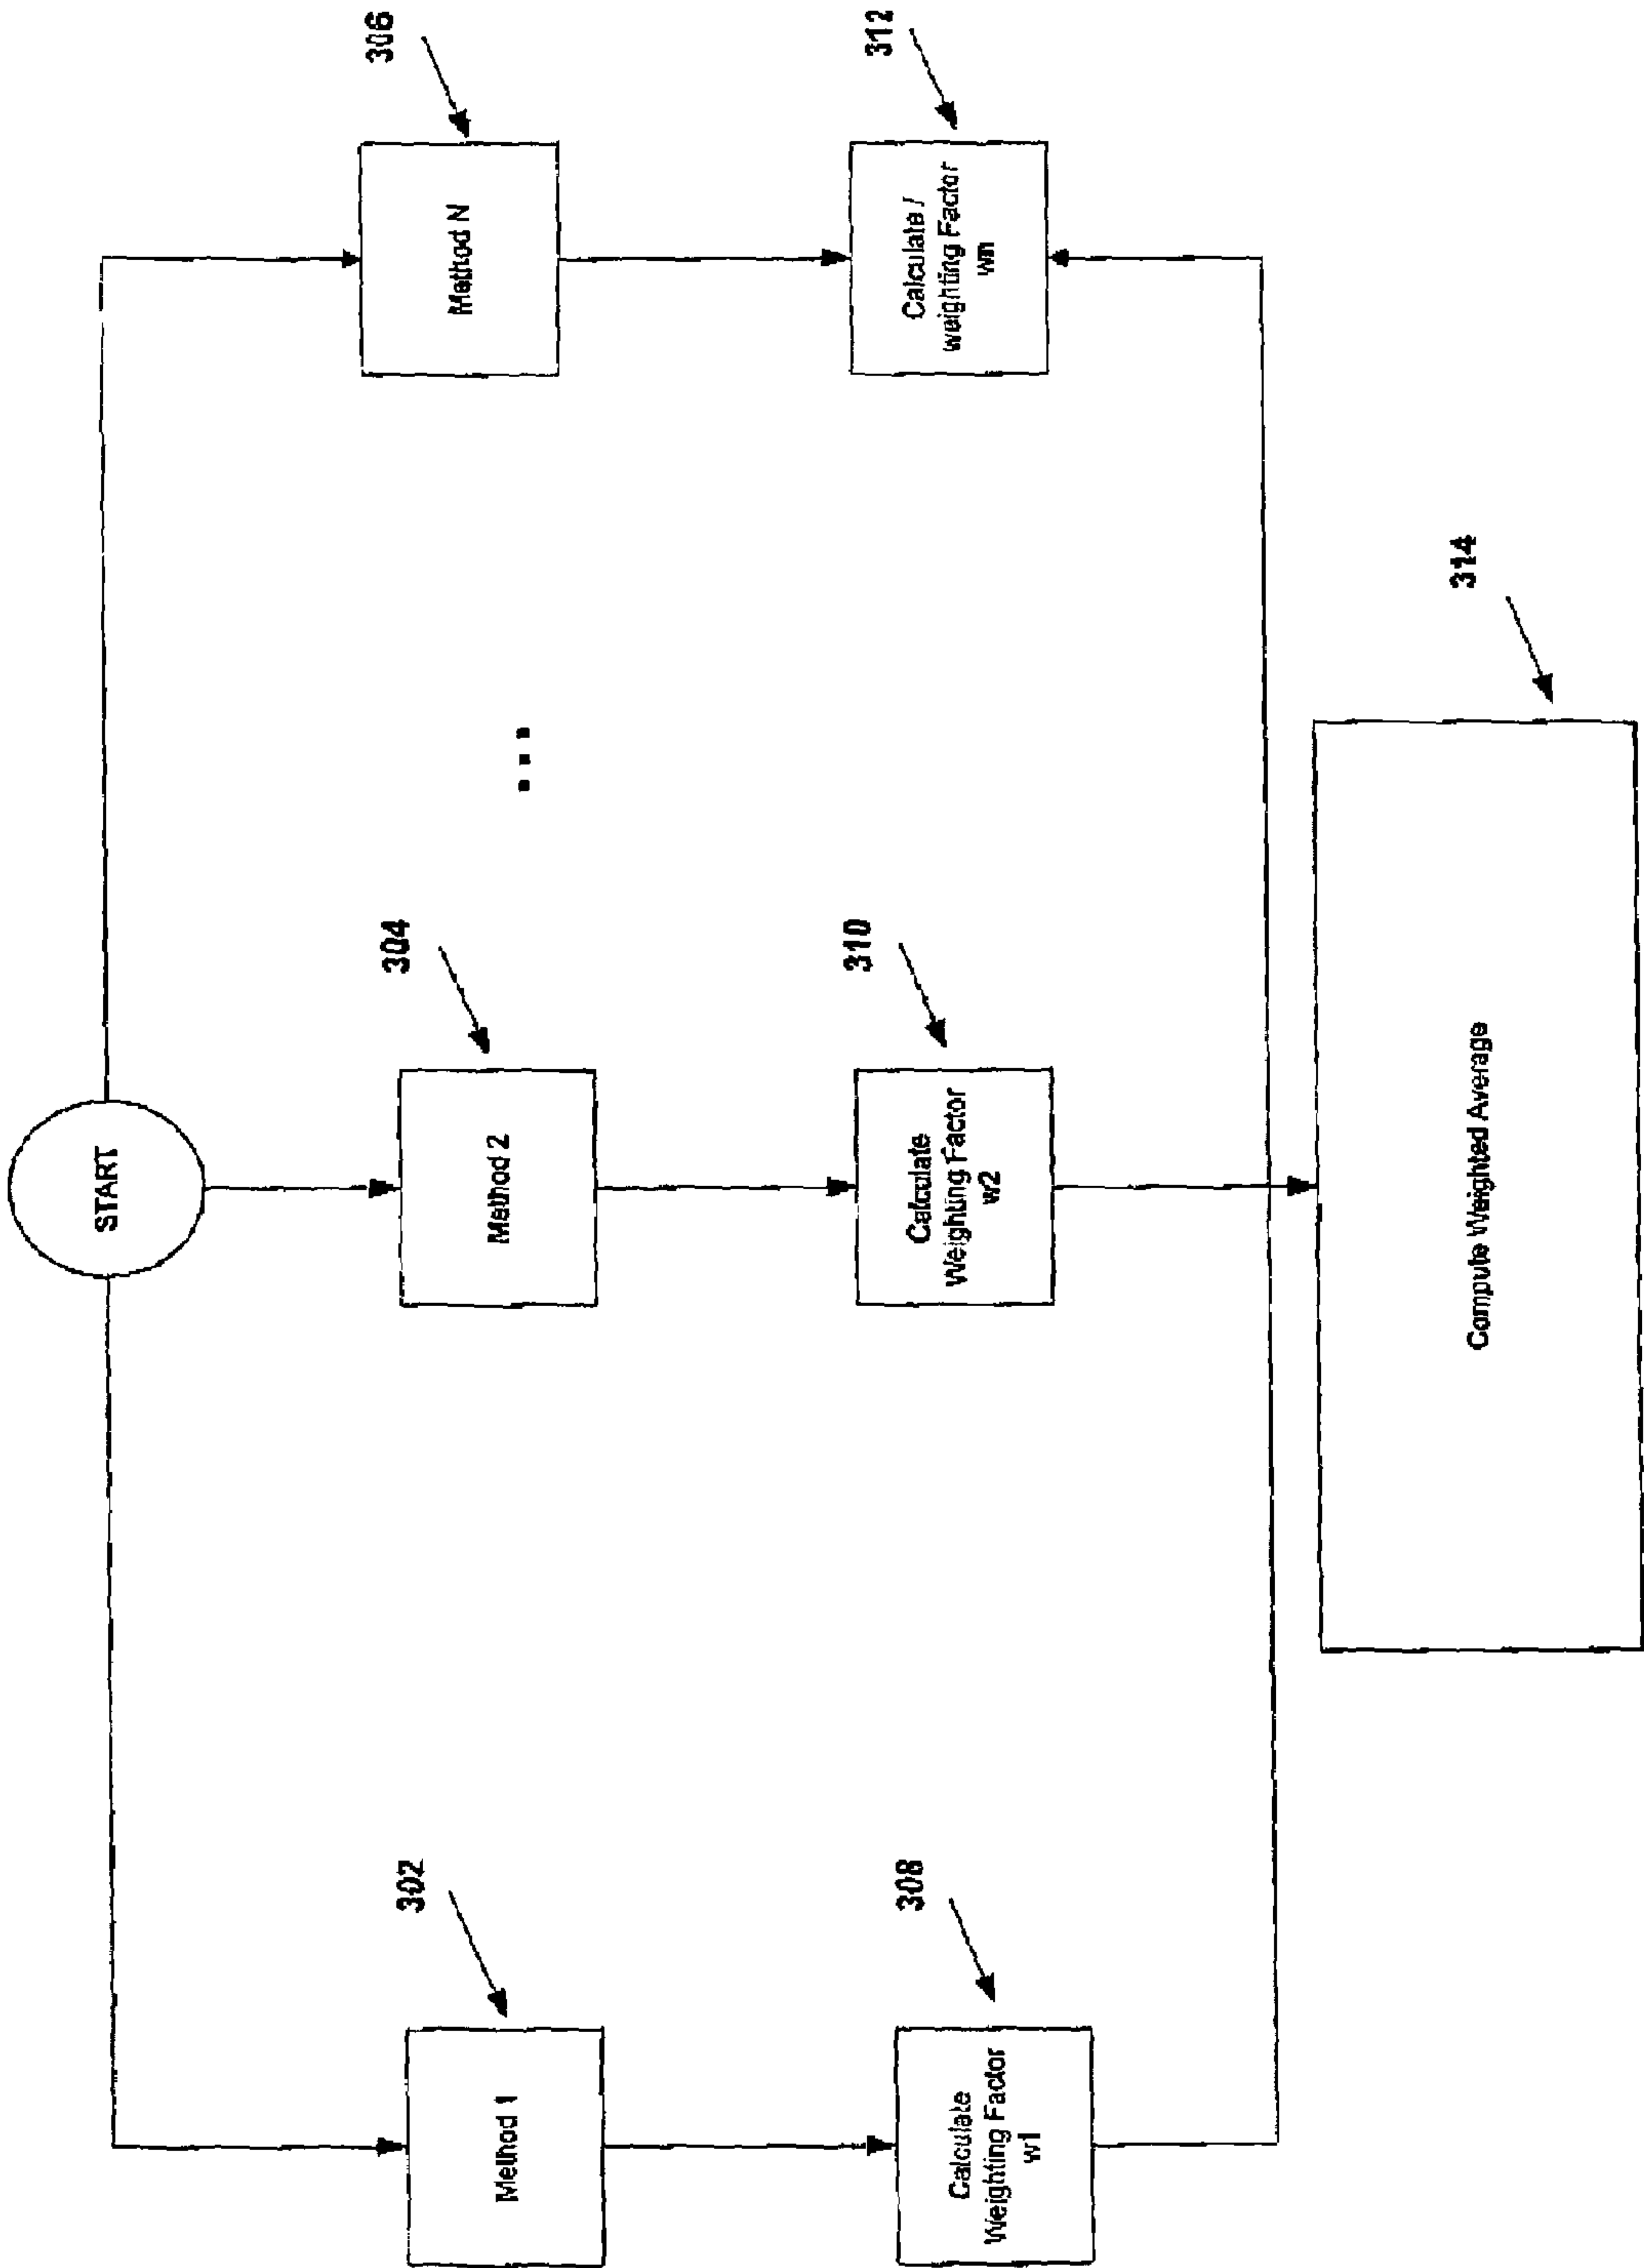 START
302
304
306
Method 1
Method 2
...
Method N
308
310
312
Calculate
Weighting Factor
w1
Calculate
Weighting Factor
w2
Calculate /
weighting Factor
wn
314
Compute Weighted Average